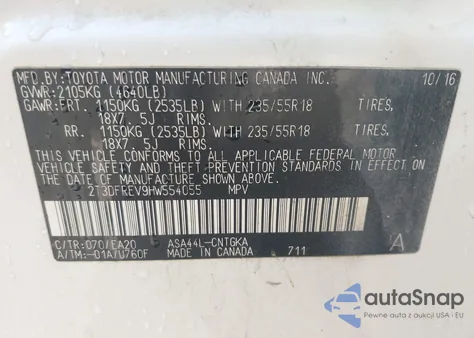 MFD.BY: TOYOTA MOTOR MANUFACTURING CANADA INC. 10/16
GVWR: 2105KG (4640LB)
GAWR: FRT. 1150KG (2535LB) WITH 235/55R18 TIRES,
18X7.5J RIMS.
RR. 1150KG (2535LB) WITH 235/55R18 TIRES,
18X7.5J RIMS.
THIS VEHICLE CONFORMS TO ALL APPLICABLE FEDERAL MOTOR
VEHICLE SAFETY, BUMPER, AND THEFT PREVENTION STANDARDS IN
EFFECT ON THE DATE OF MANUFACTURE SHOWN ABOVE.
2T3DFREV9HW554055 MPV
C/TR: 070/EA20 ASA44L-CNTGKA
A/TM: -01A/U760F MADE IN CANADA 711 A
autoSnap
Pewne auta z aukcji USA i EU